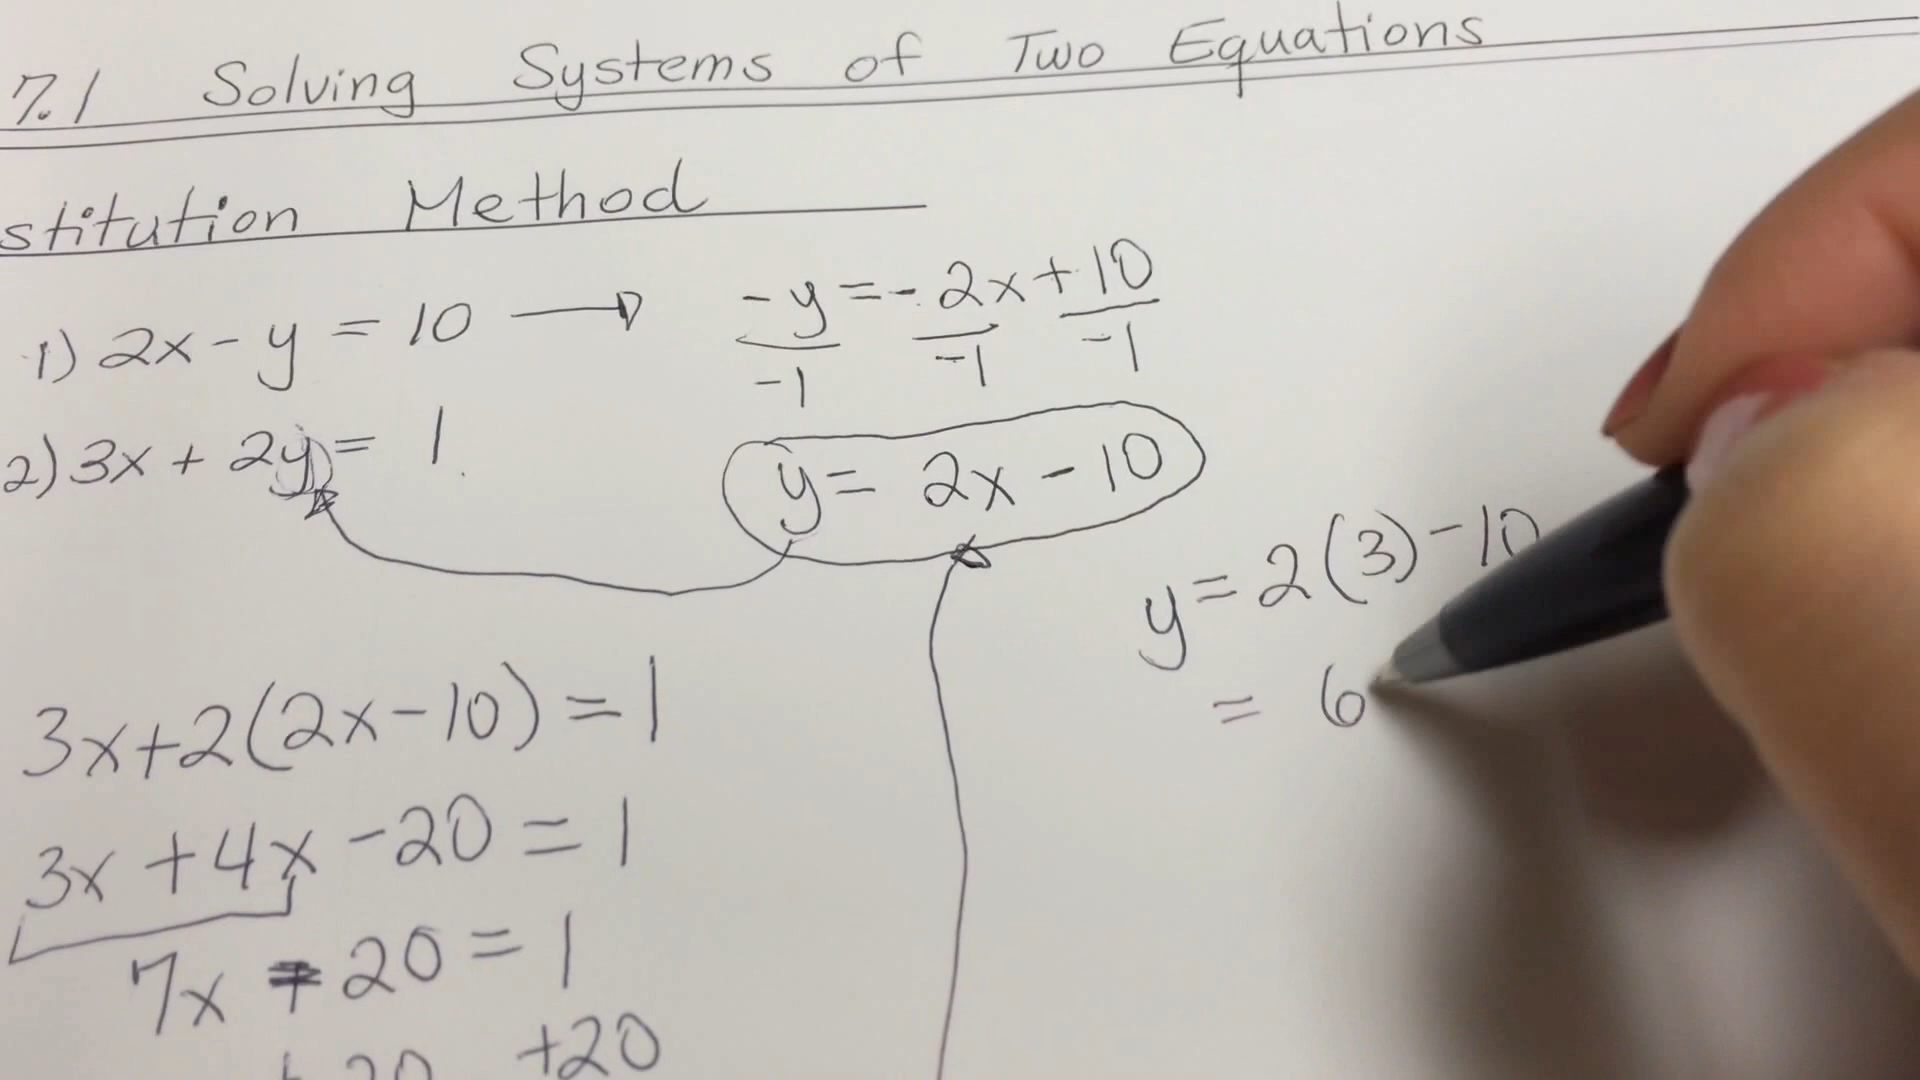 7.1 Solving Systems of Two Equations
stitution Method
1) 2x - y = 10 → -y = -2x + 10
-1 -1 -1
2) 3x + 2y = 1
y = 2x - 10
y = 2(3) - 10
= 6
3x + 2(2x - 10) = 1
3x + 4x - 20 = 1
7x - 20 = 1
+20 +20